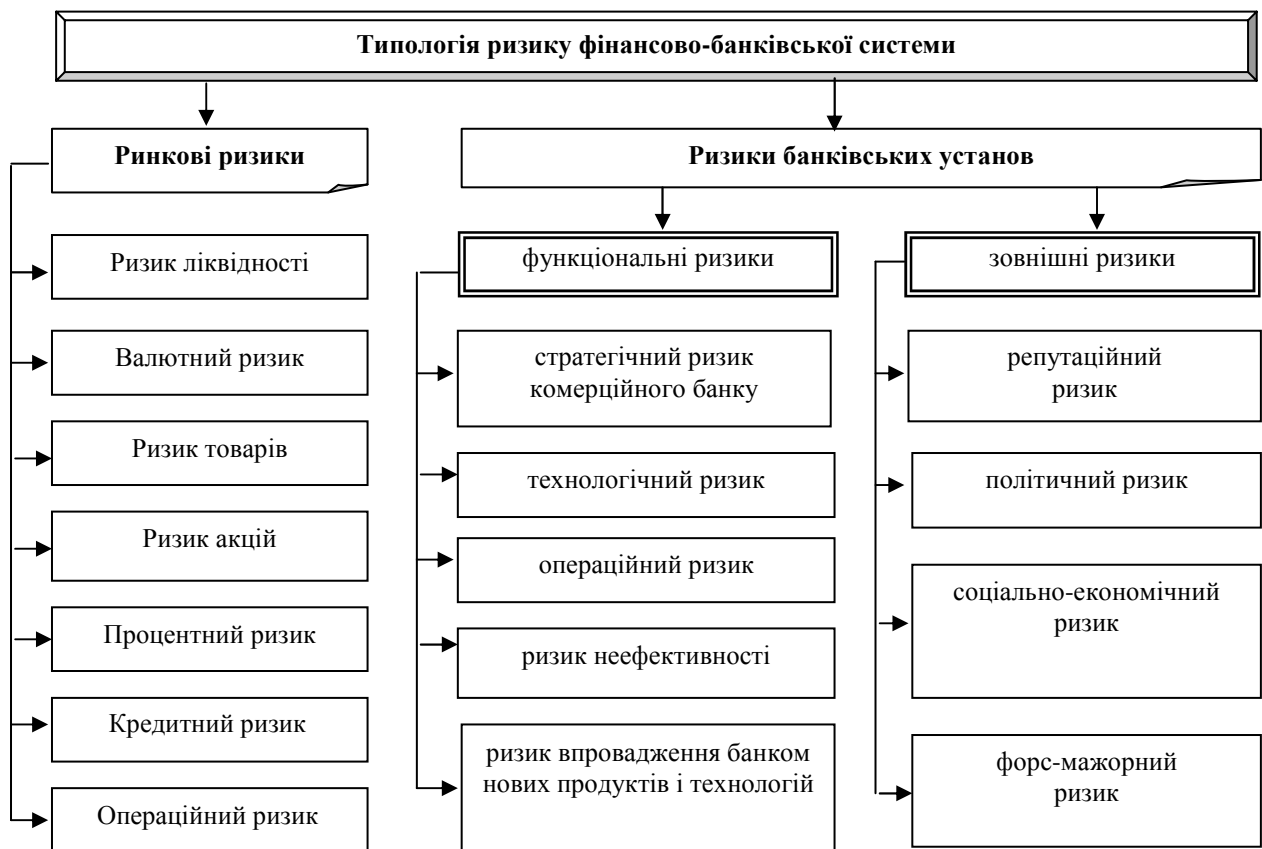 Типологія ризику фінансово-банківської системи
Ринкові ризики
Ризик ліквідності
Валютний ризик
Ризик товарів
Ризик акцій
Процентний ризик
Кредитний ризик
Операційний ризик
Ризики банківських установ
функціональні ризики
стратегічний ризик
комерційного банку
технологічний ризик
операційний ризик
ризик неефективності
ризик впровадження банком
нових продуктів і технологій
зовнішні ризики
репутаційний
ризик
політичний ризик
соціально-економічний
ризик
форс-мажорний
ризик